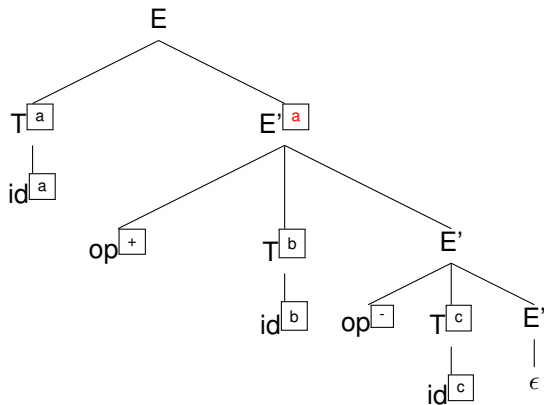 E
T a E' a
id a
op + T b E'
id b op - T c E'
id c ϵ